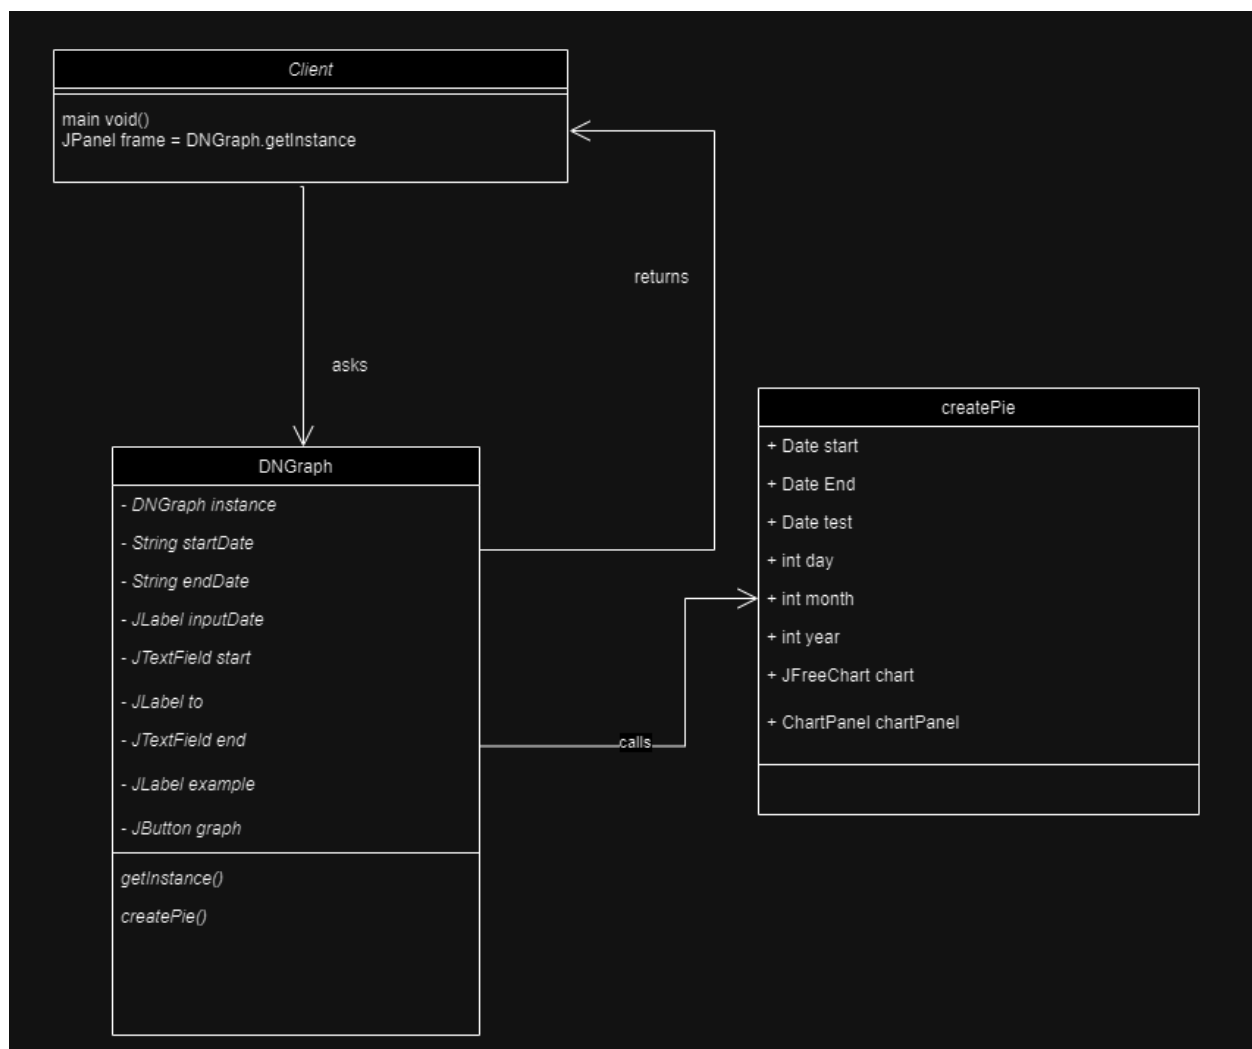 Client
main void()
JPanel frame = DNGraph.getInstance
returns
asks
DNGraph
- DNGraph instance
- String startDate
- String endDate
- JLabel inputDate
- JTextField start
- JLabel to
- JTextField end
- JLabel example
- JButton graph
getInstance()
createPie()
calls
createPie
+ Date start
+ Date End
+ Date test
+ int day
+ int month
+ int year
+ JFreeChart chart
+ ChartPanel chartPanel